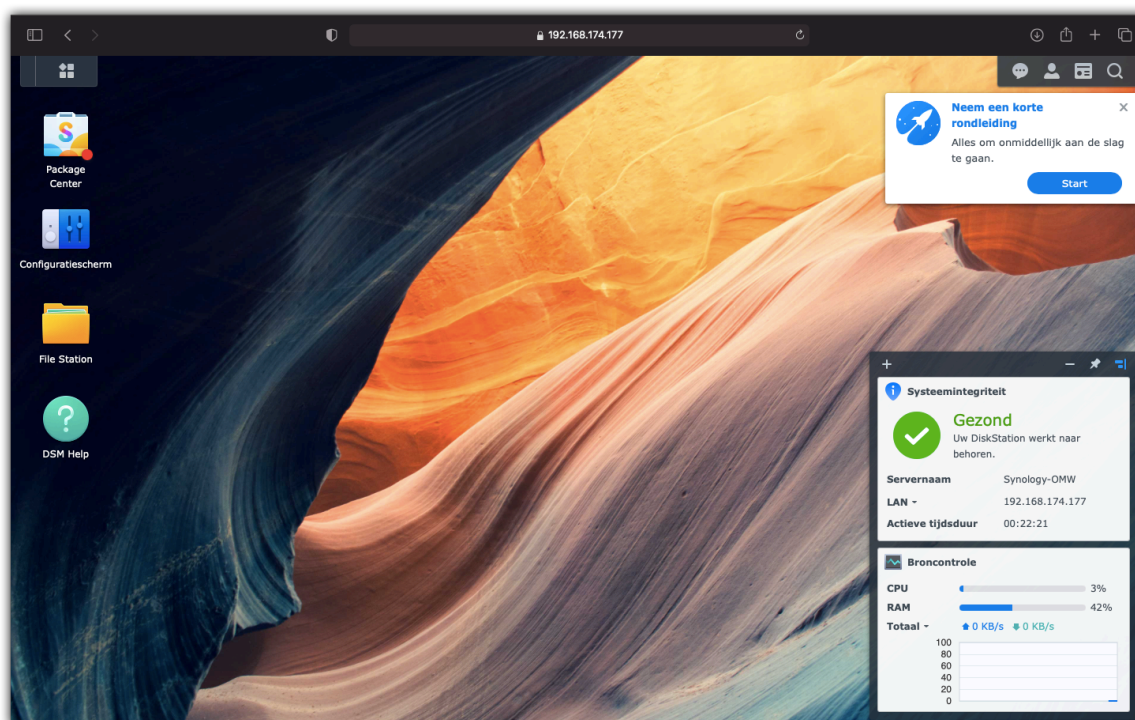 192.168.174.177
Package
Center
Configuratiescherm
File Station
DSM Help
Neem een korte
rondleiding
Alles om onmiddellijk aan de slag
te gaan.
Start
Systeemintegriteit
Gezond
Uw DiskStation werkt naar
behoren.
Servernaam Synology-OMW
LAN 192.168.174.177
Actieve tijdsduur 00:22:21
Broncontrole
CPU 3%
RAM 42%
Totaal 0 KB/s 0 KB/s
100
80
60
40
20
0